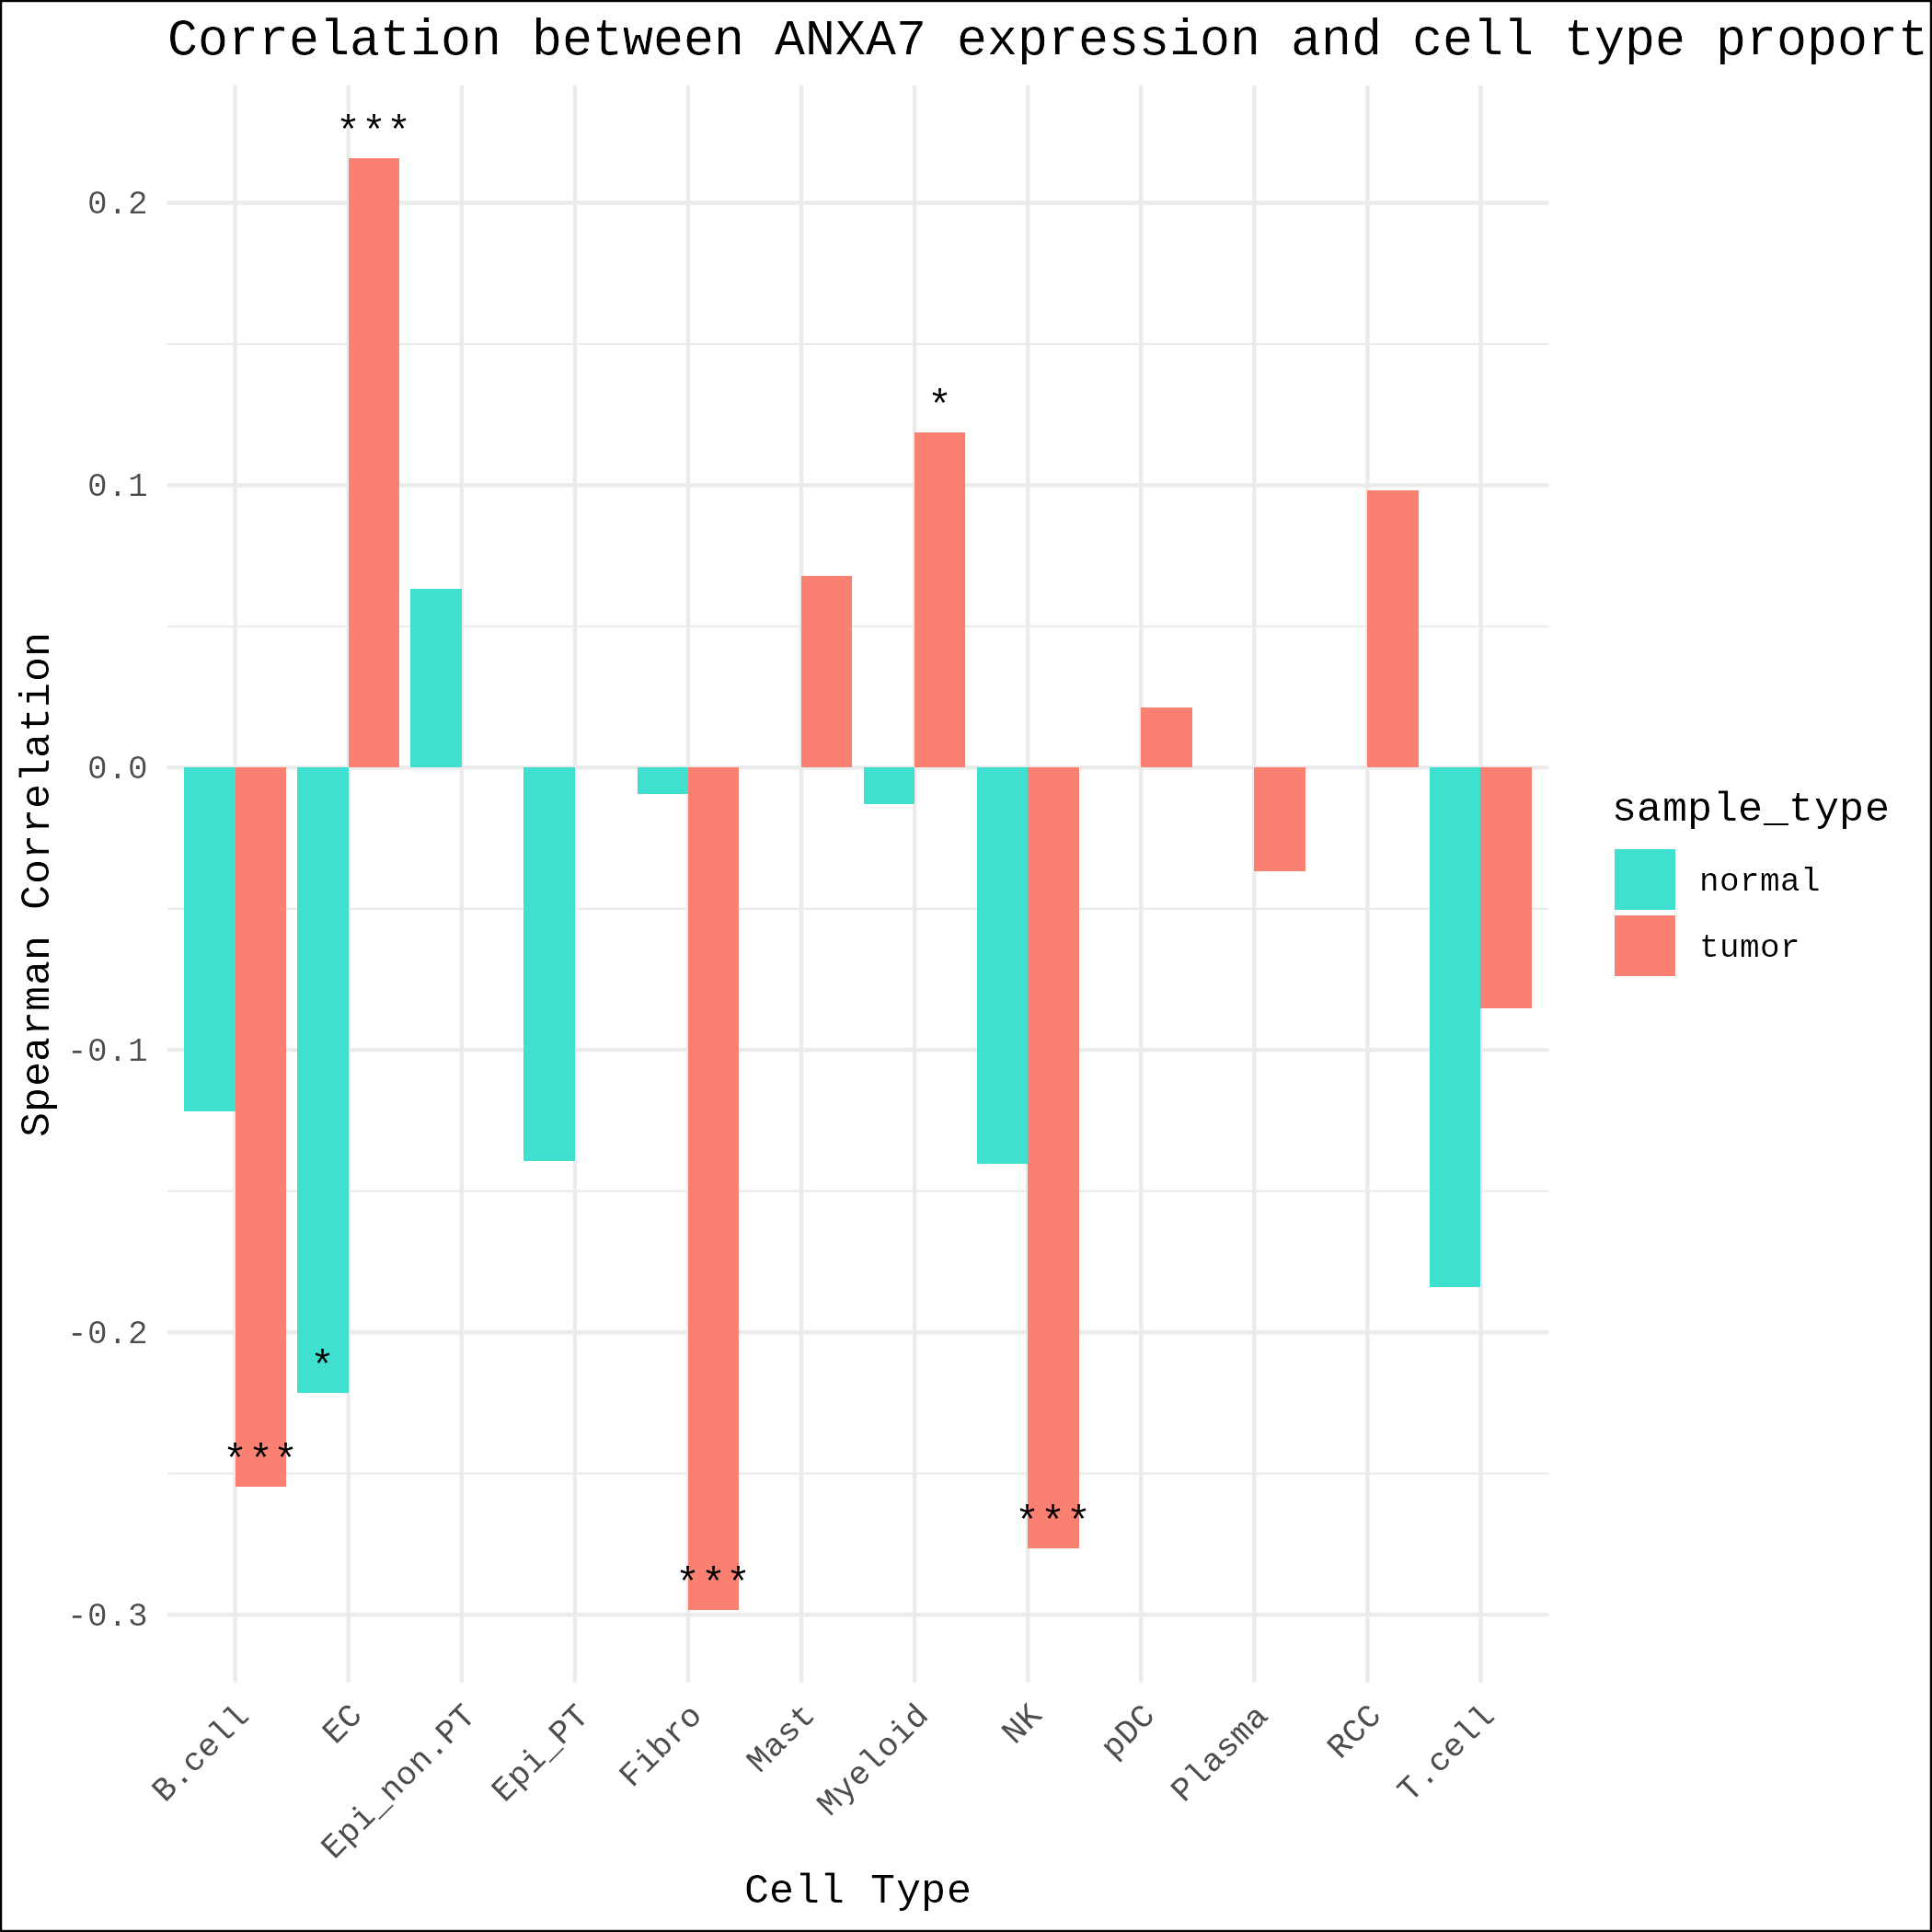 Correlation between ANXA7 expression and cell type proport
***
*
*
***
***
***
0.2
0.1
0.0
-0.1
-0.2
-0.3
Spearman Correlation
B.cell
EC
Epi_non.PT
Epi_PT
Fibro
Mast
Myeloid
NK
pDC
Plasma
RCC
T.cell
Cell Type
sample_type
normal
tumor